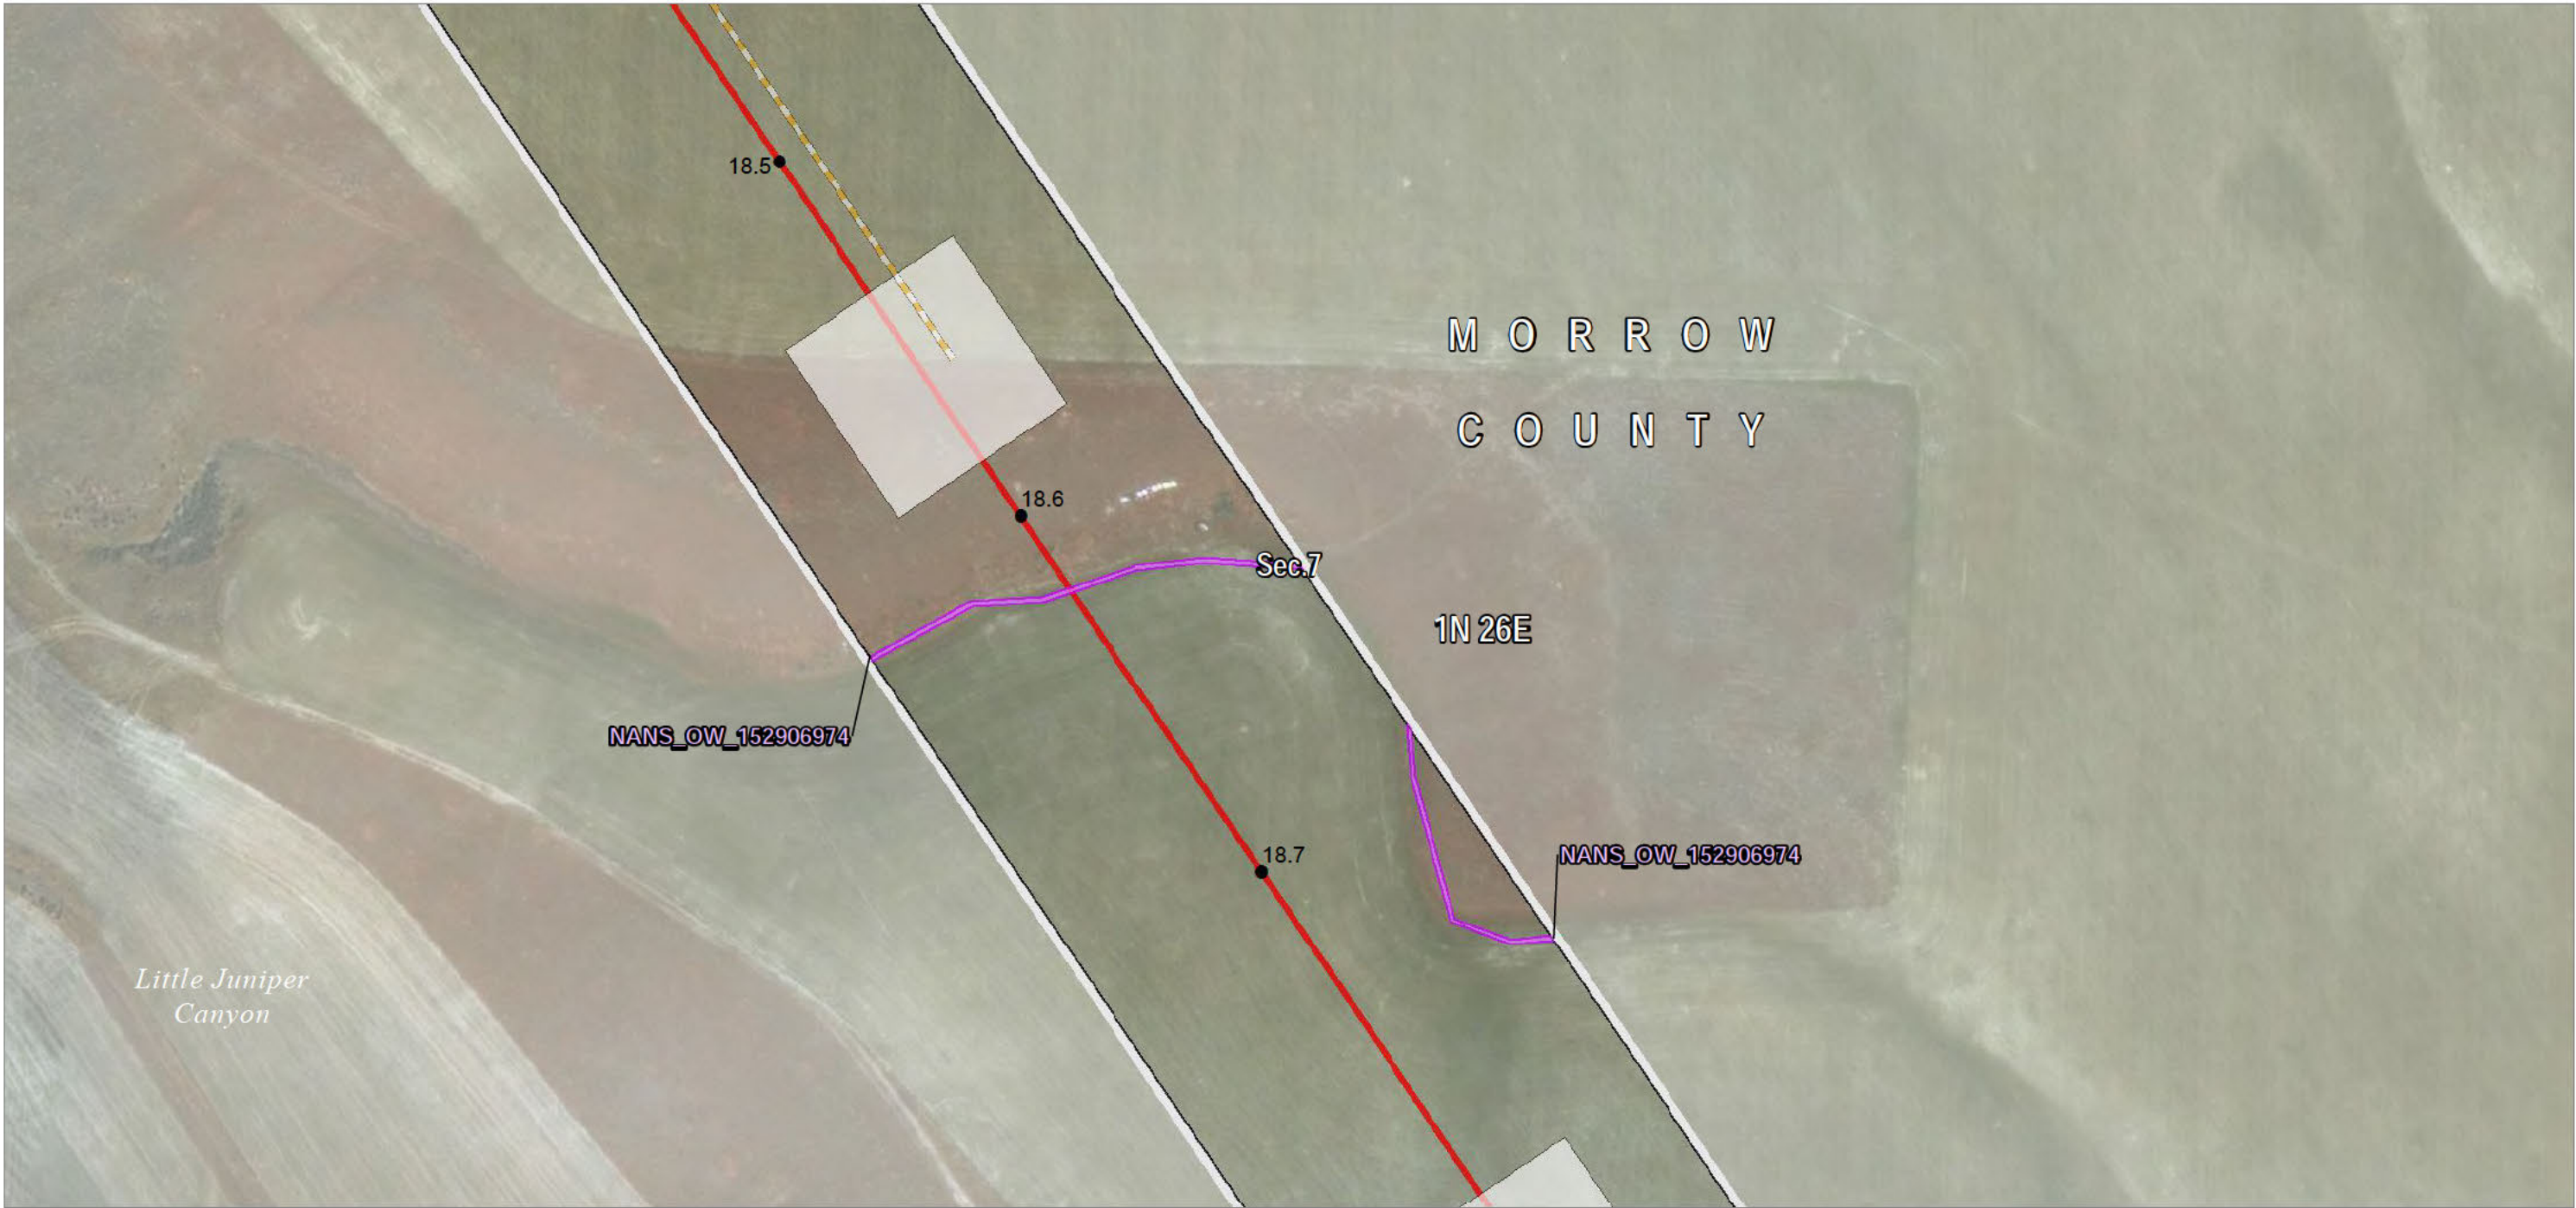 18.5
M O R R O W
C O U N T Y
18.6
Sec.7
1N 26E
NANS_OW_152906974
18.7
NANS_OW_152906974
Little Juniper
Canyon